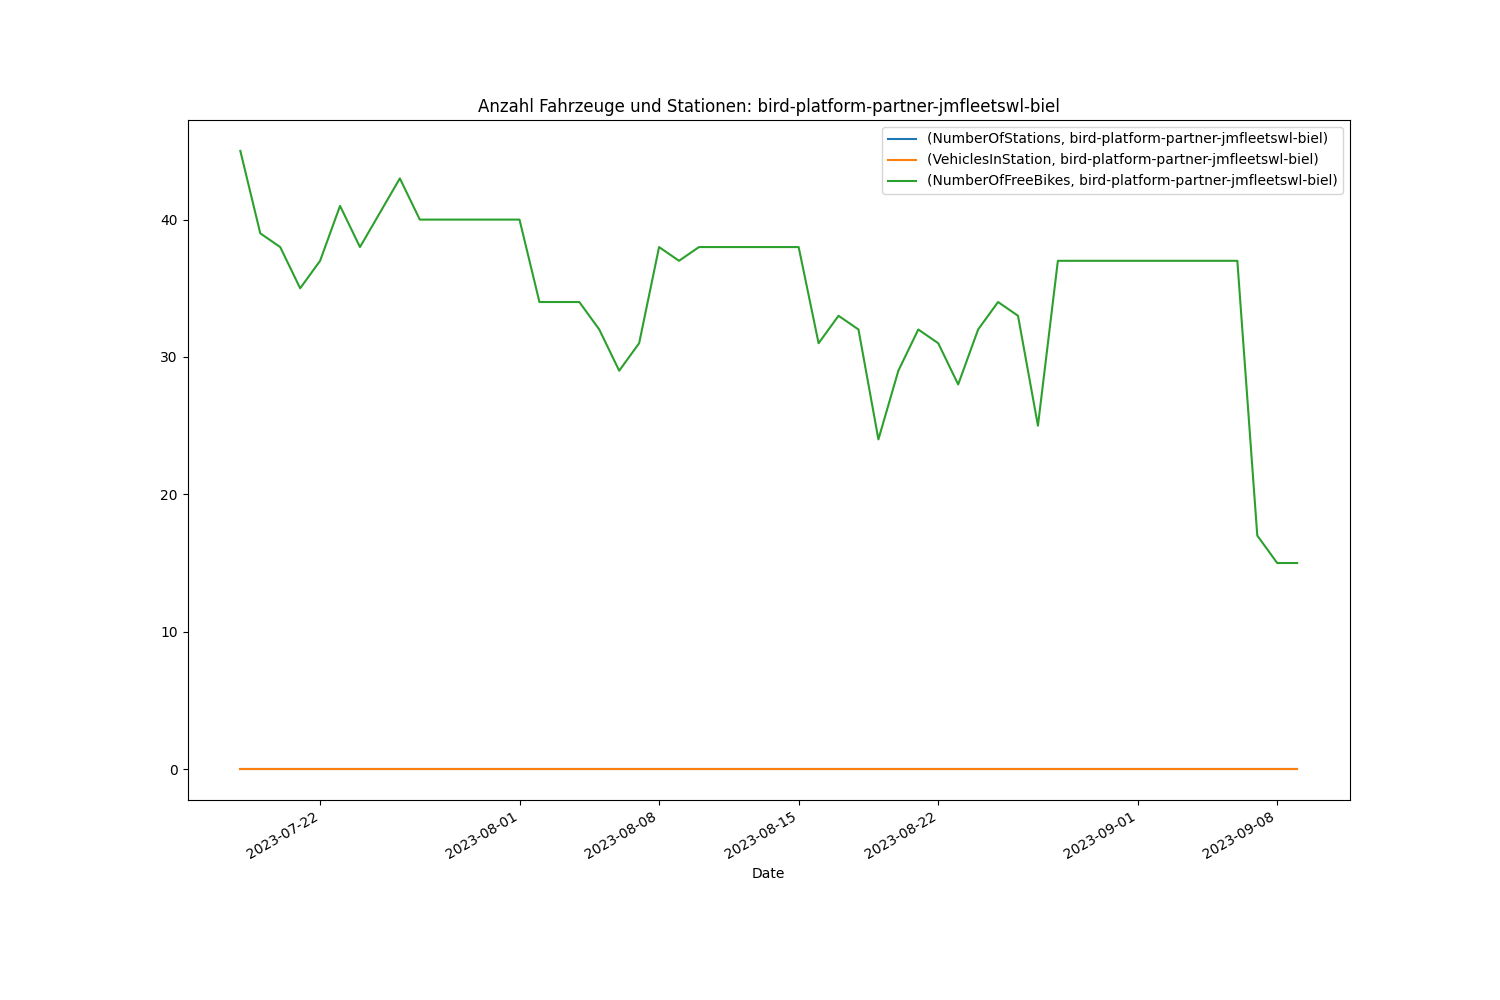 Anzahl Fahrzeuge und Stationen: bird-platform-partner-jmfleetswl-biel
(NumberOfStations, bird-platform-partner-jmfleetswl-biel)
(VehiclesInStation, bird-platform-partner-jmfleetswl-biel)
(NumberOfFreeBikes, bird-platform-partner-jmfleetswl-biel)
40
30
20
10
0
2023-07-22
2023-08-01
2023-08-08
2023-08-15
2023-08-22
2023-09-01
2023-09-08
Date